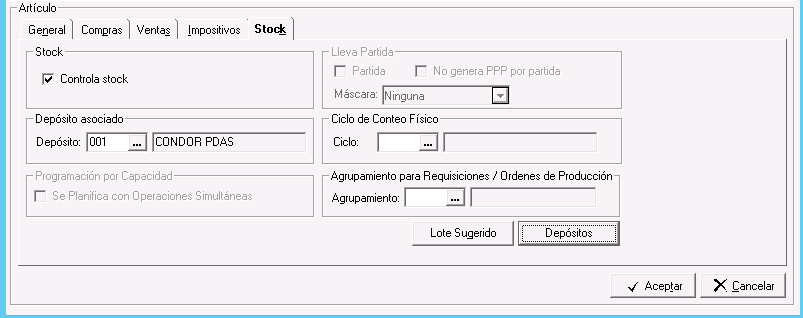 Artículo
General Compras Ventas Impositivos Stock
Stock
Controla stock
Lleva Partida
Partida No genera PPP por partida
Máscara: Ninguna
Depósito asociado
Depósito: 001 ... CONDOR PDAS
Ciclo de Conteo Físico
Ciclo: ...
Programación por Capacidad
Se Planifica con Operaciones Simultáneas
Agrupamiento para Requisiciones / Ordenes de Producción
Agrupamiento: ...
Lote Sugerido Depósitos
Aceptar Cancelar